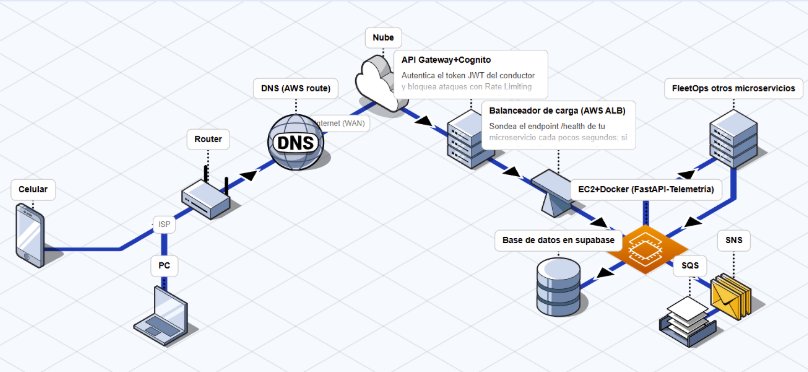 Nube
API Gateway+Cognito
Autentica el token JWT del conductor
y bloquea ataques con Rate Limiting
DNS (AWS route)
FleetOps otros microservicios
Internet (WAN)
DNS
Balanceador de carga (AWS ALB)
Sondea el endpoint /health de tu
microservicio cada pocos segundos. si
Router
Celular
EC2+Docker (FastAPI-Telemetría)
ISP
Base de datos en supabase
SNS
PC
SQS